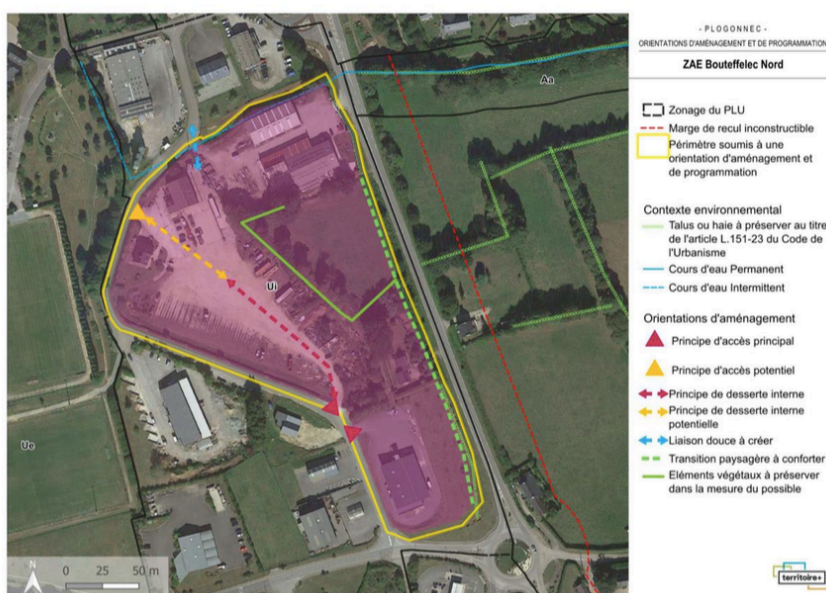 - PLOGONNEC -
ORIENTATIONS D'AMÉNAGEMENT ET DE PROGRAMMATION
ZAE Bouteffelec Nord
Zonage du PLU
Marge de recul inconstructible
Périmètre soumis à une
orientation d'aménagement et
de programmation
Contexte environnemental
Talus ou haie à préserver au titre
de l'article L.151-23 du Code de
l'Urbanisme
Cours d'eau Permanent
Cours d'eau Intermittent
Orientations d'aménagement
Principe d'accès principal
Principe d'accès potentiel
Principe de desserte interne
Principe de desserte interne
potentielle
Liaison douce à créer
Transition paysagère à conforter
Eléments végétaux à préserver
dans la mesure du possible
Aa
Ui
Ue
N
0 25 50 m
territoire+